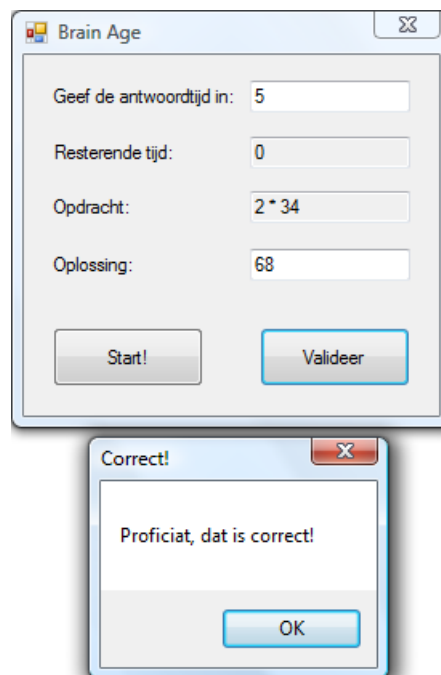 Brain Age
Geef de antwoordtijd in: 5
Resterende tijd: 0
Opdracht: 2 * 34
Oplossing: 68
Start! Valideer
Correct!
Proficiat, dat is correct!
OK